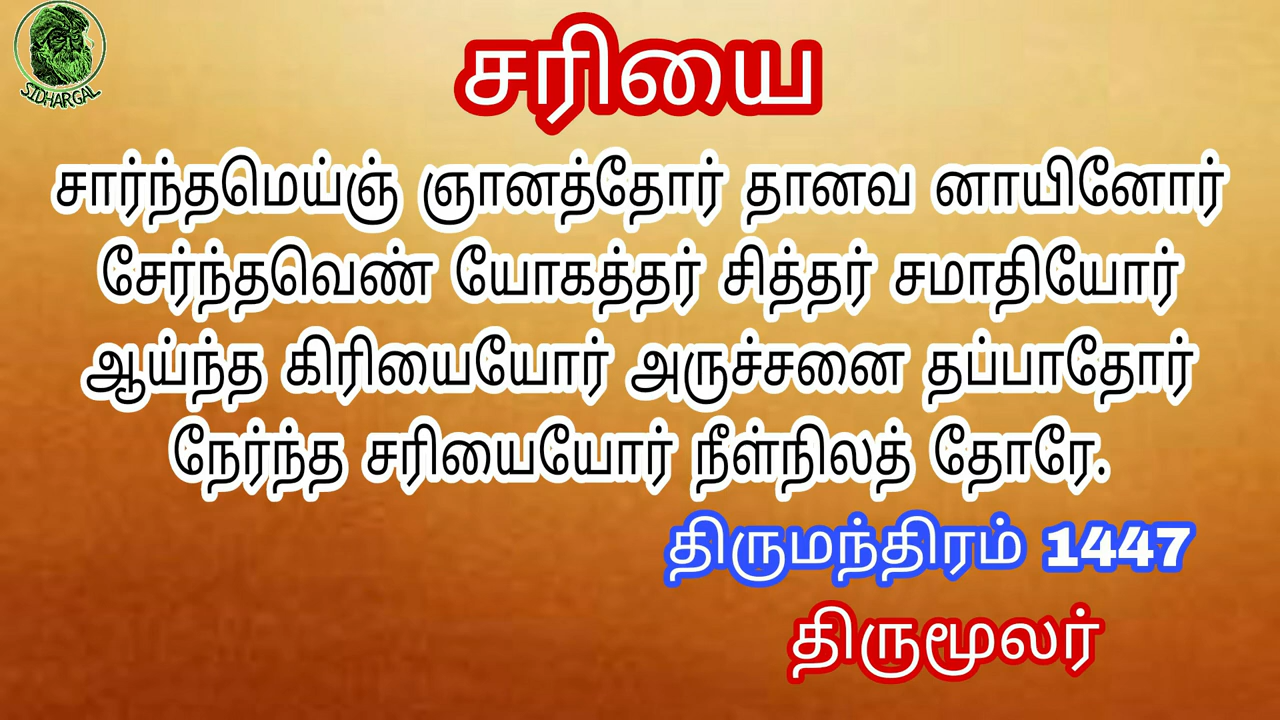 SIDHARGAL
சரியை
சார்ந்தமெய்ஞ் ஞானத்தோர் தானவ னாயினோர்
சேர்ந்தவெண் யோகத்தர் சித்தர் சமாதியோர்
ஆய்ந்த கிரியையோர் அருச்சனை தப்பாதோர்
நேர்ந்த சரியையோர் நீள்நிலத் தோரே.
திருமந்திரம் 1447
திருமூலர்